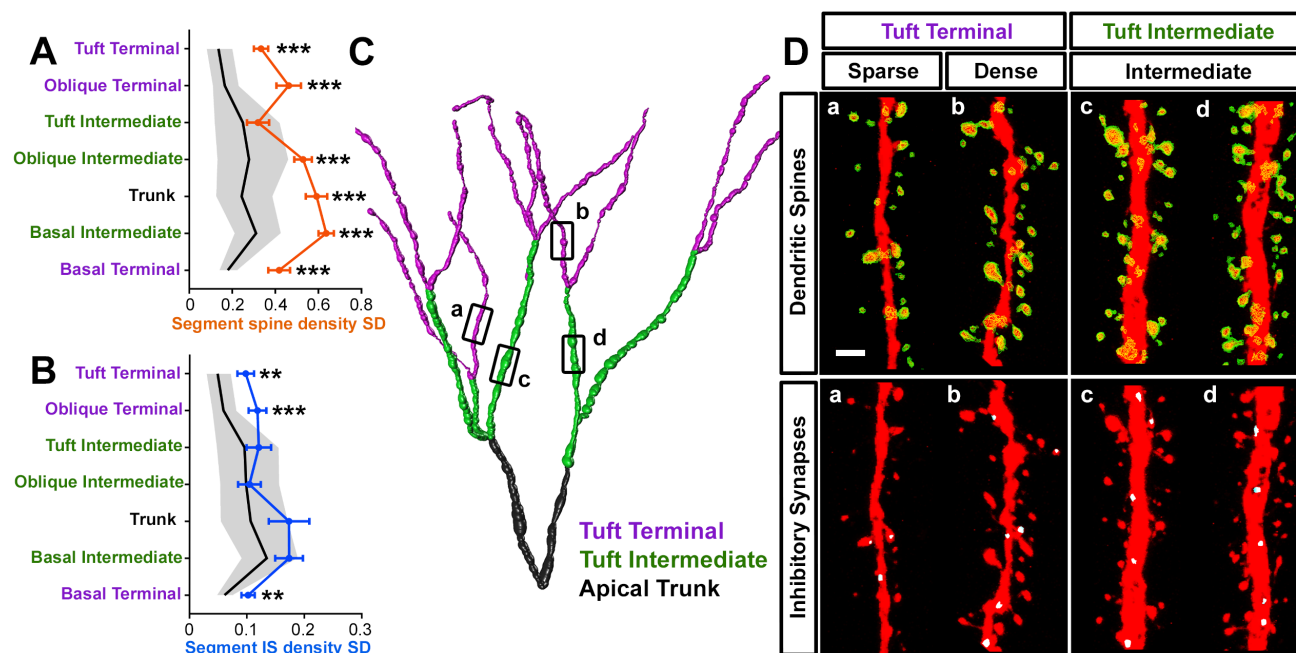 A
Tuft Terminal
***
Oblique Terminal
***
Tuft Intermediate
Oblique Intermediate
***
Trunk
***
Basal Intermediate
***
Basal Terminal
***
0 0.2 0.4 0.6 0.8
Segment spine density SD
B
Tuft Terminal
**
Oblique Terminal
***
Tuft Intermediate
Oblique Intermediate
Trunk
Basal Intermediate
Basal Terminal
**
0 0.1 0.2 0.3
Segment IS density SD
C
b
a
d
c
Tuft Terminal
Tuft Intermediate
Apical Trunk
D
Tuft Terminal
Tuft Intermediate
Sparse
Dense
Intermediate
Dendritic Spines
a
b
c
d
Inhibitory Synapses
a
b
c
d